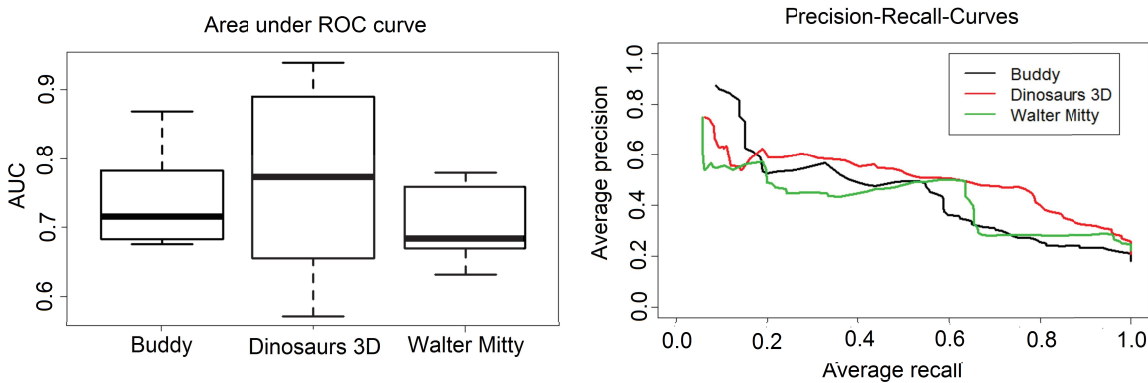 Area under ROC curve
AUC
0.9
0.8
0.7
0.6
Buddy Dinosaurs 3D Walter Mitty
Precision-Recall-Curves
Average precision
1.0
0.8
0.6
0.4
0.2
0.0
Buddy
Dinosaurs 3D
Walter Mitty
0.0 0.2 0.4 0.6 0.8 1.0
Average recall